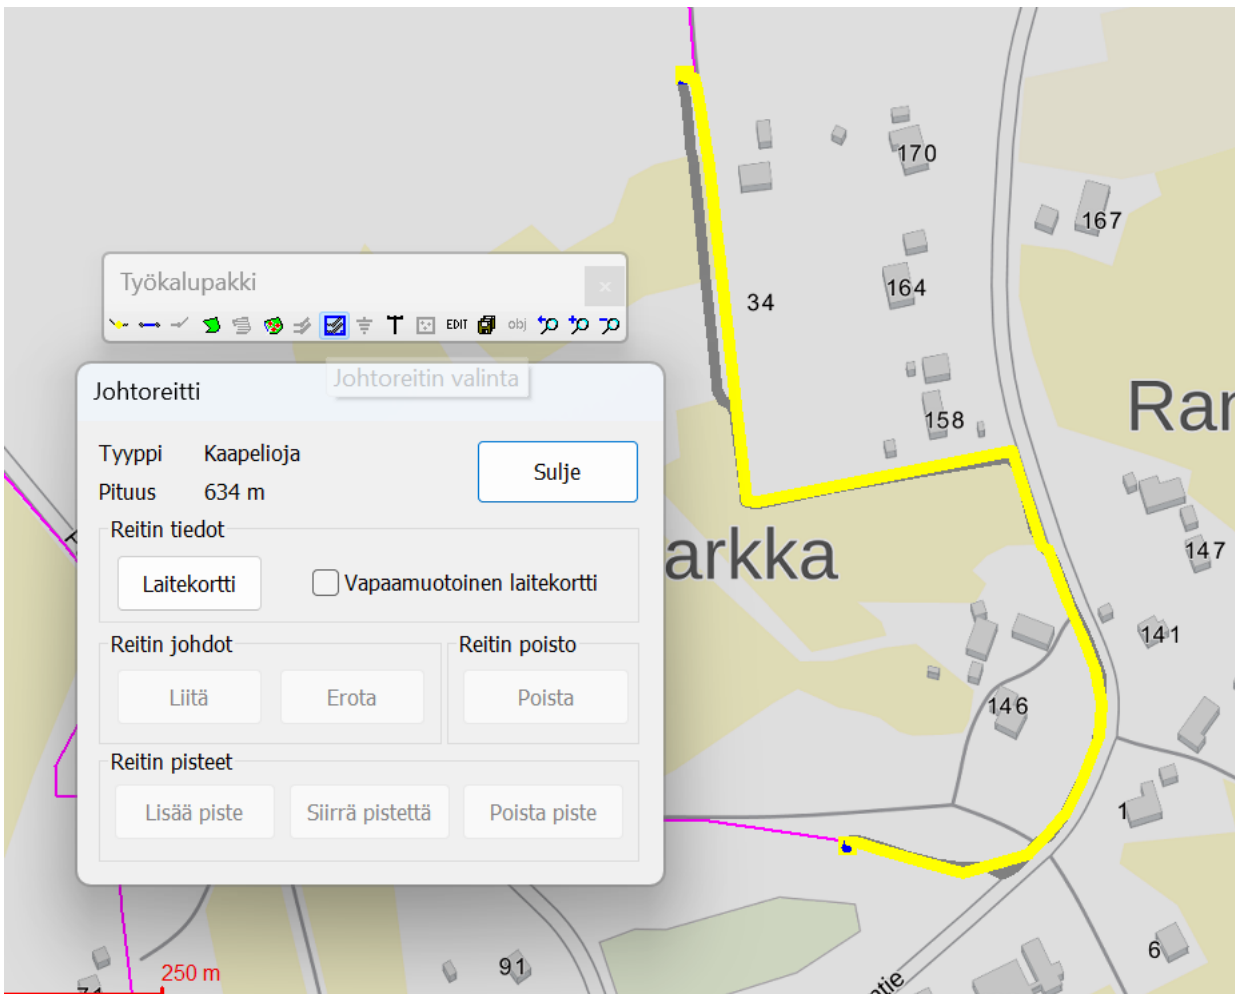 170
167
Työkalupakki
164
34
EDIT
obj
Johtoreitin valinta
Johtoreitti
158
Tyyppi Kaapelioja
Sulje
Pituus 634 m
Reitin tiedot
arkka
147
Laitekortti
Vapaamuotoinen laitekortti
141
Reitin johdot
Reitin poisto
Liitä
Erota
Poista
146
Reitin pisteet
Lisää piste
Siirrä pistettä
Poista piste
1
6
91
250 m
tie